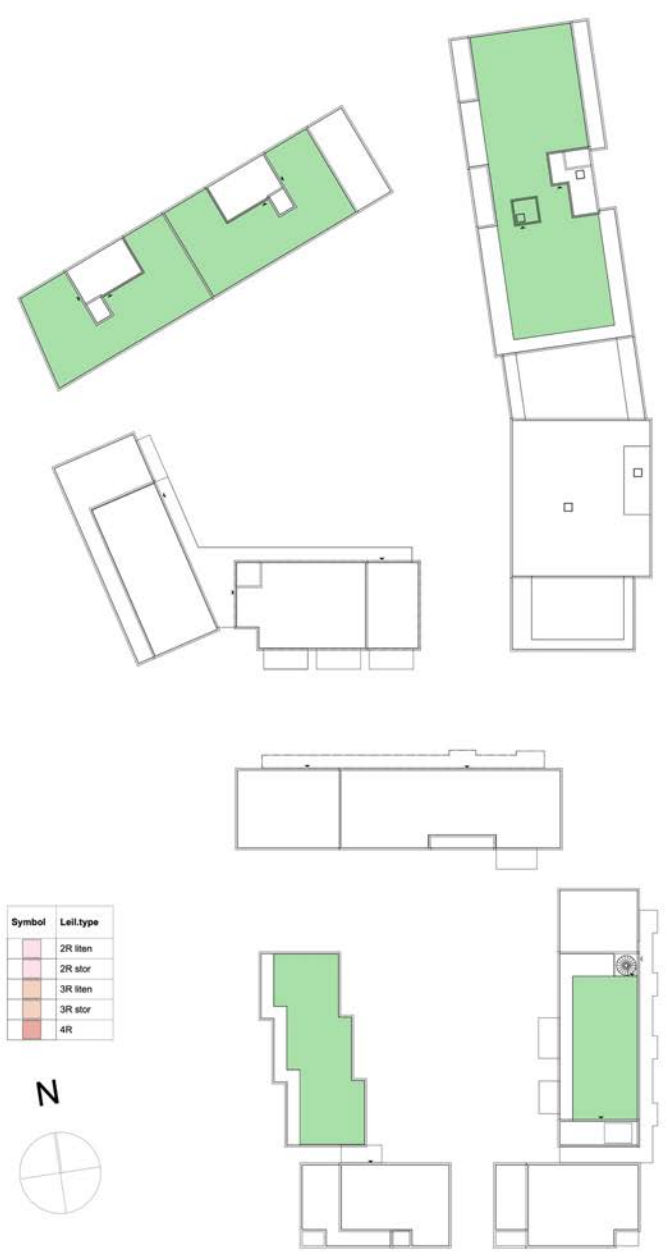 Symbol Leil.type
2R liten
2R stor
3R liten
3R stor
4R
N